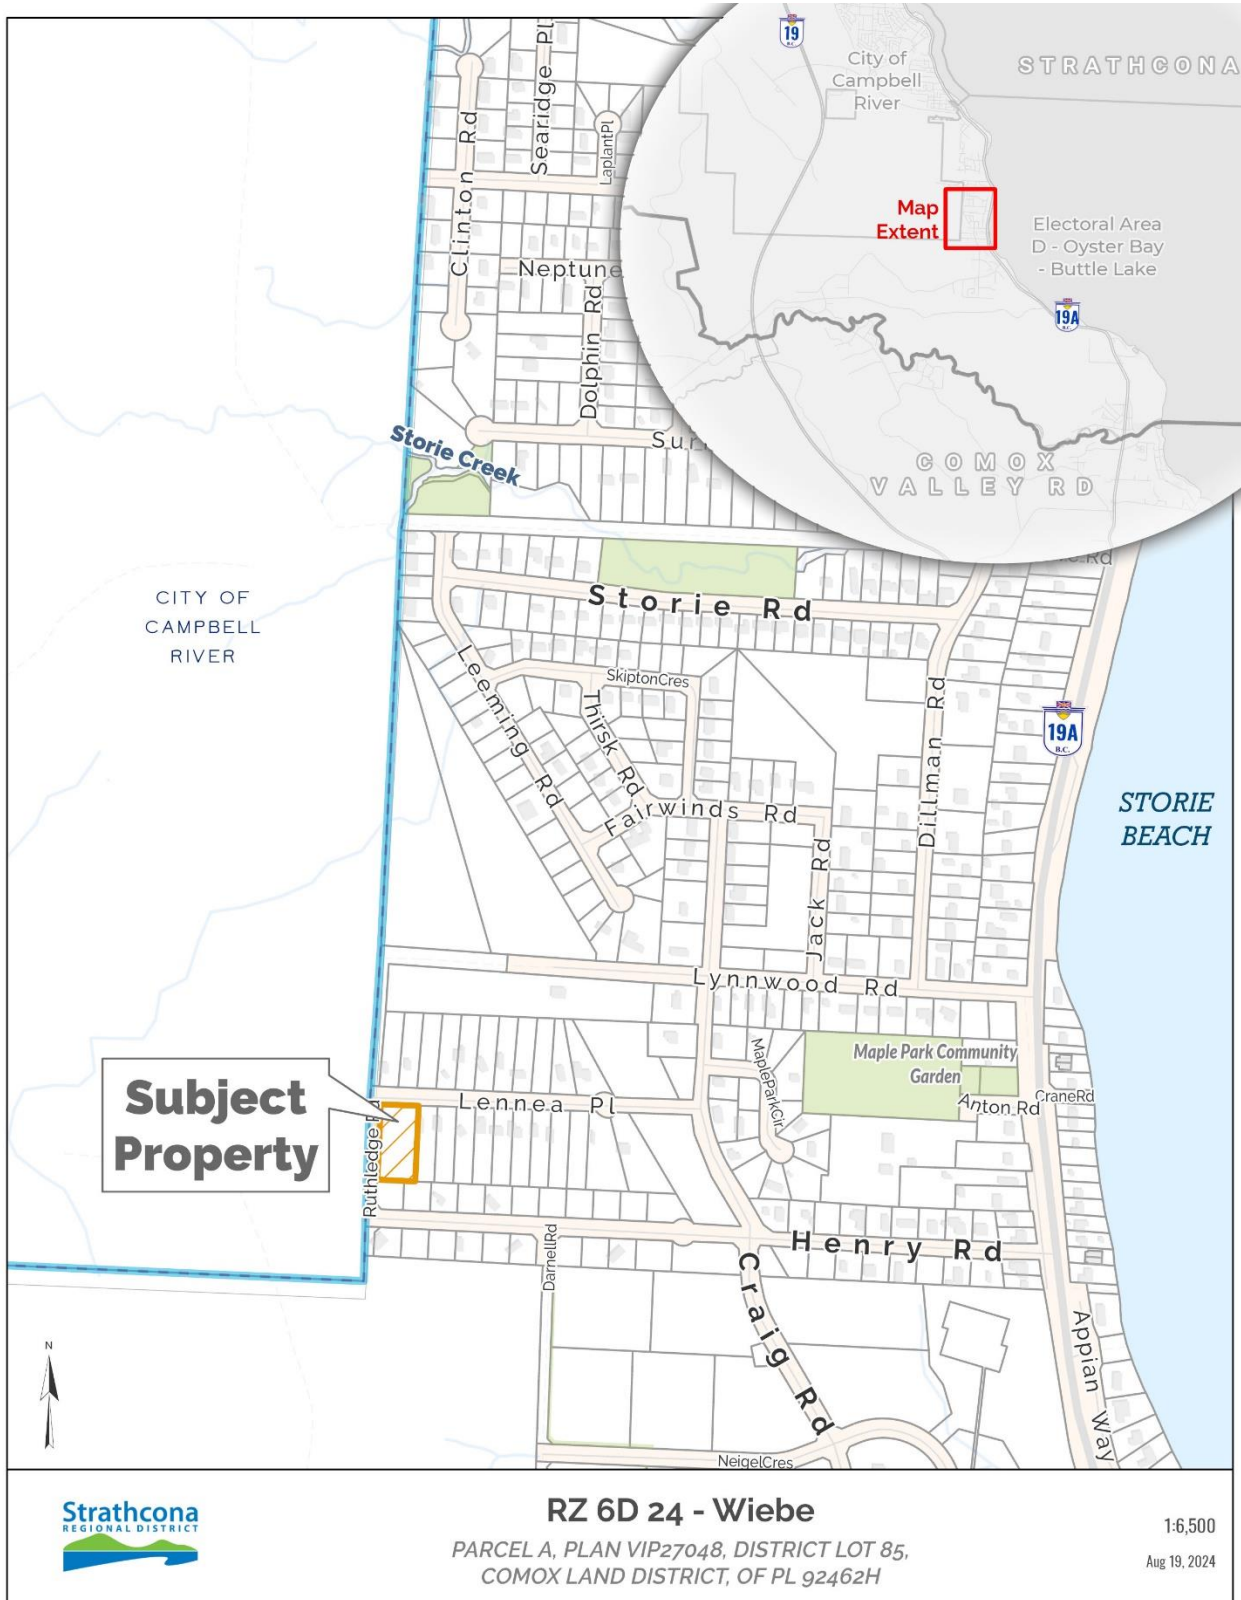 19
B.C.
City of
Campbell
River
STRATHCONA
Map
Extent
Electoral Area
D - Oyster Bay
- Buttle Lake
19A
B.C.
COMOX
VALLEY RD
Clinton Rd
Searidge Pl
LaplantPl
Neptune
Dolphin Rd
Storie Creek
CITY OF
CAMPBELL
RIVER
Storie Rd
SkiptonCres
Leeming Rd
Thirsk Rd
Fairwinds Rd
Jack Rd
Dillman Rd
19A
B.C.
STORIE
BEACH
Lynnwood Rd
MapleParkCir
Maple Park Community
Garden
Anton Rd
CraneRd
Subject
Property
Lennea Pl
Ruthledge Rd
DarnellRd
Henry Rd
Craig Rd
Appian Way
NeigelCres
N
Strathcona
REGIONAL DISTRICT
RZ 6D 24 - Wiebe
PARCEL A, PLAN VIP27048, DISTRICT LOT 85,
COMOX LAND DISTRICT, OF PL 92462H
1:6,500
Aug 19, 2024